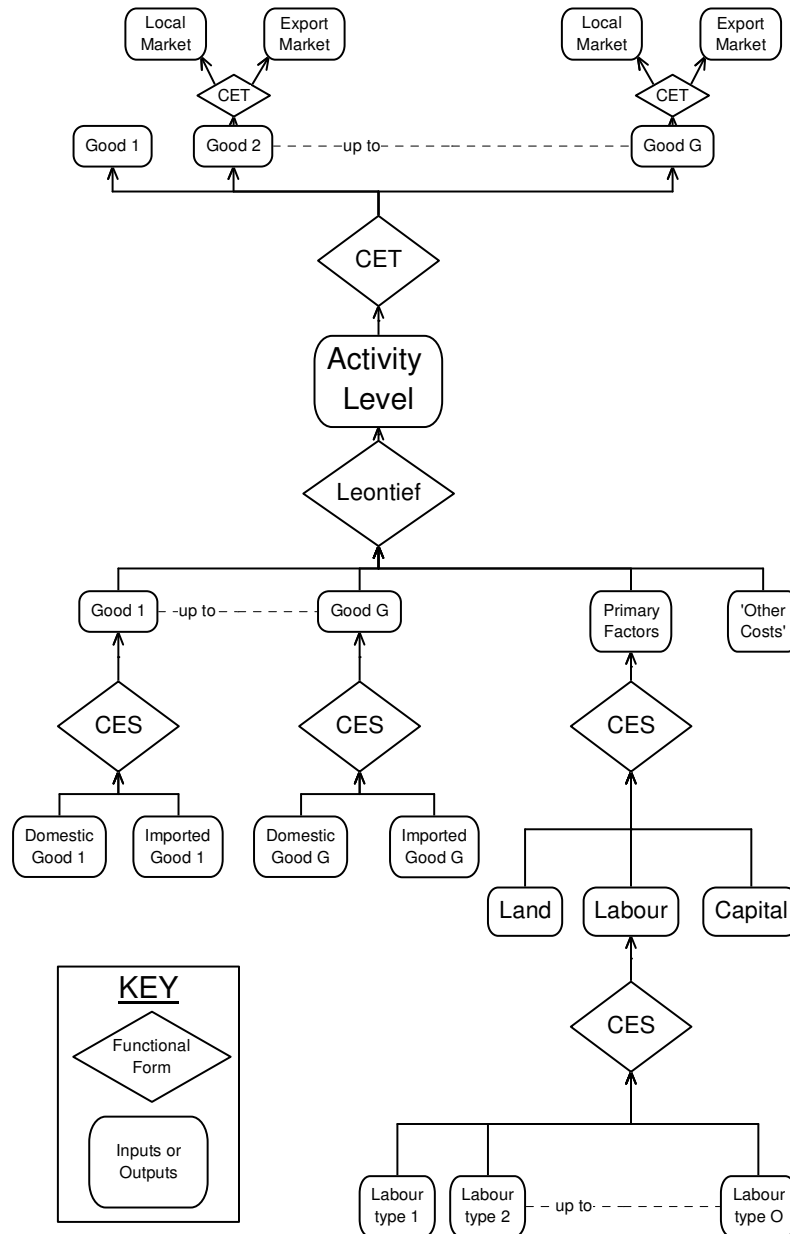 Local
Market
Export
Market
Local
Market
Export
Market
CET
CET
Good 1
Good 2
up to
Good G
CET
Activity
Level
Leontief
Good 1
up to
Good G
Primary
Factors
'Other
Costs'
CES
CES
CES
Domestic
Good 1
Imported
Good 1
Domestic
Good G
Imported
Good G
Land
Labour
Capital
CES
KEY
Functional
Form
Inputs or
Outputs
Labour
type 1
Labour
type 2
up to
Labour
type O